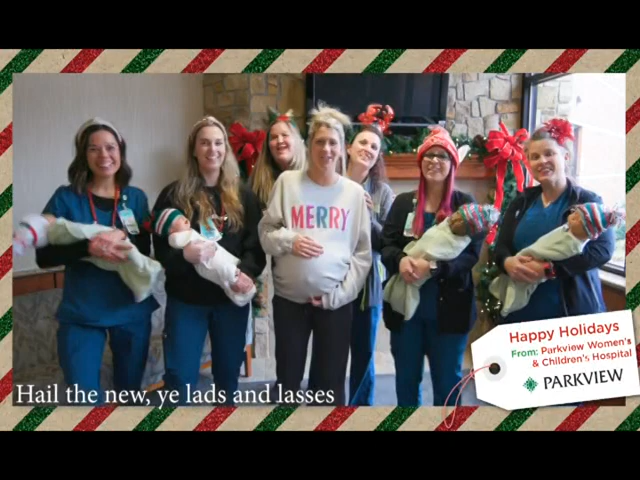 MERRY
Happy Holidays
From: Parkview Women's
& Children's Hospital
PARKVIEW
Hail the new, ye lads and lasses